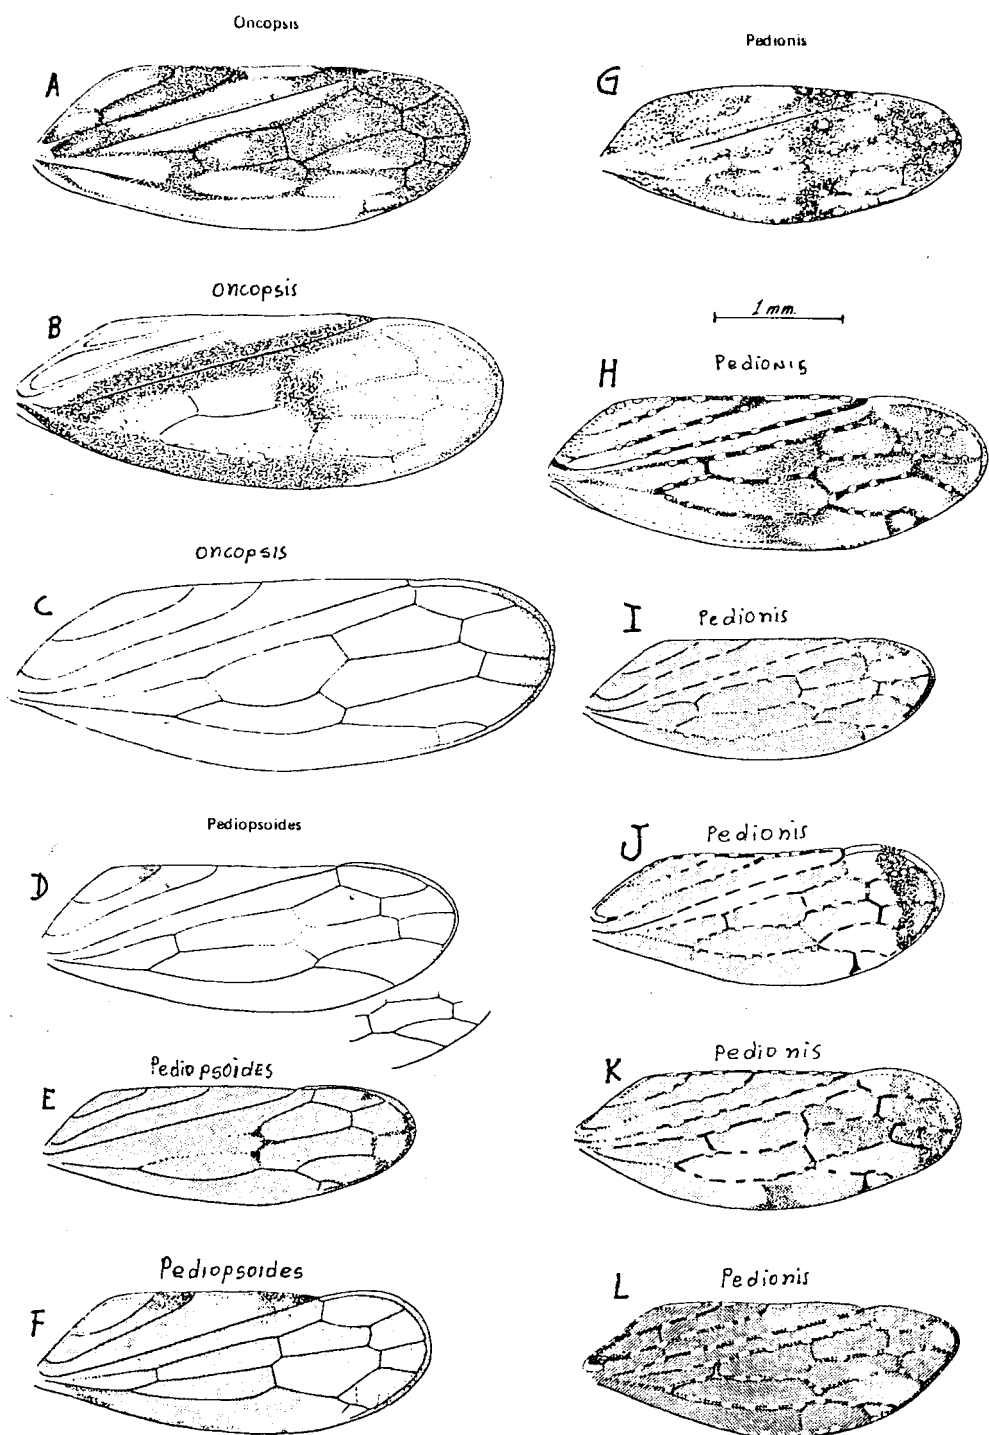 Oncopsis
A
oncopsis
B
oncopsis
C
Pediopsoides
D
Pediopsoides
E
Pediopsoides
F
Pedionis
G
1 mm.
Pedionis
H
Pedionis
I
Pedionis
J
Pedionis
K
Pedionis
L